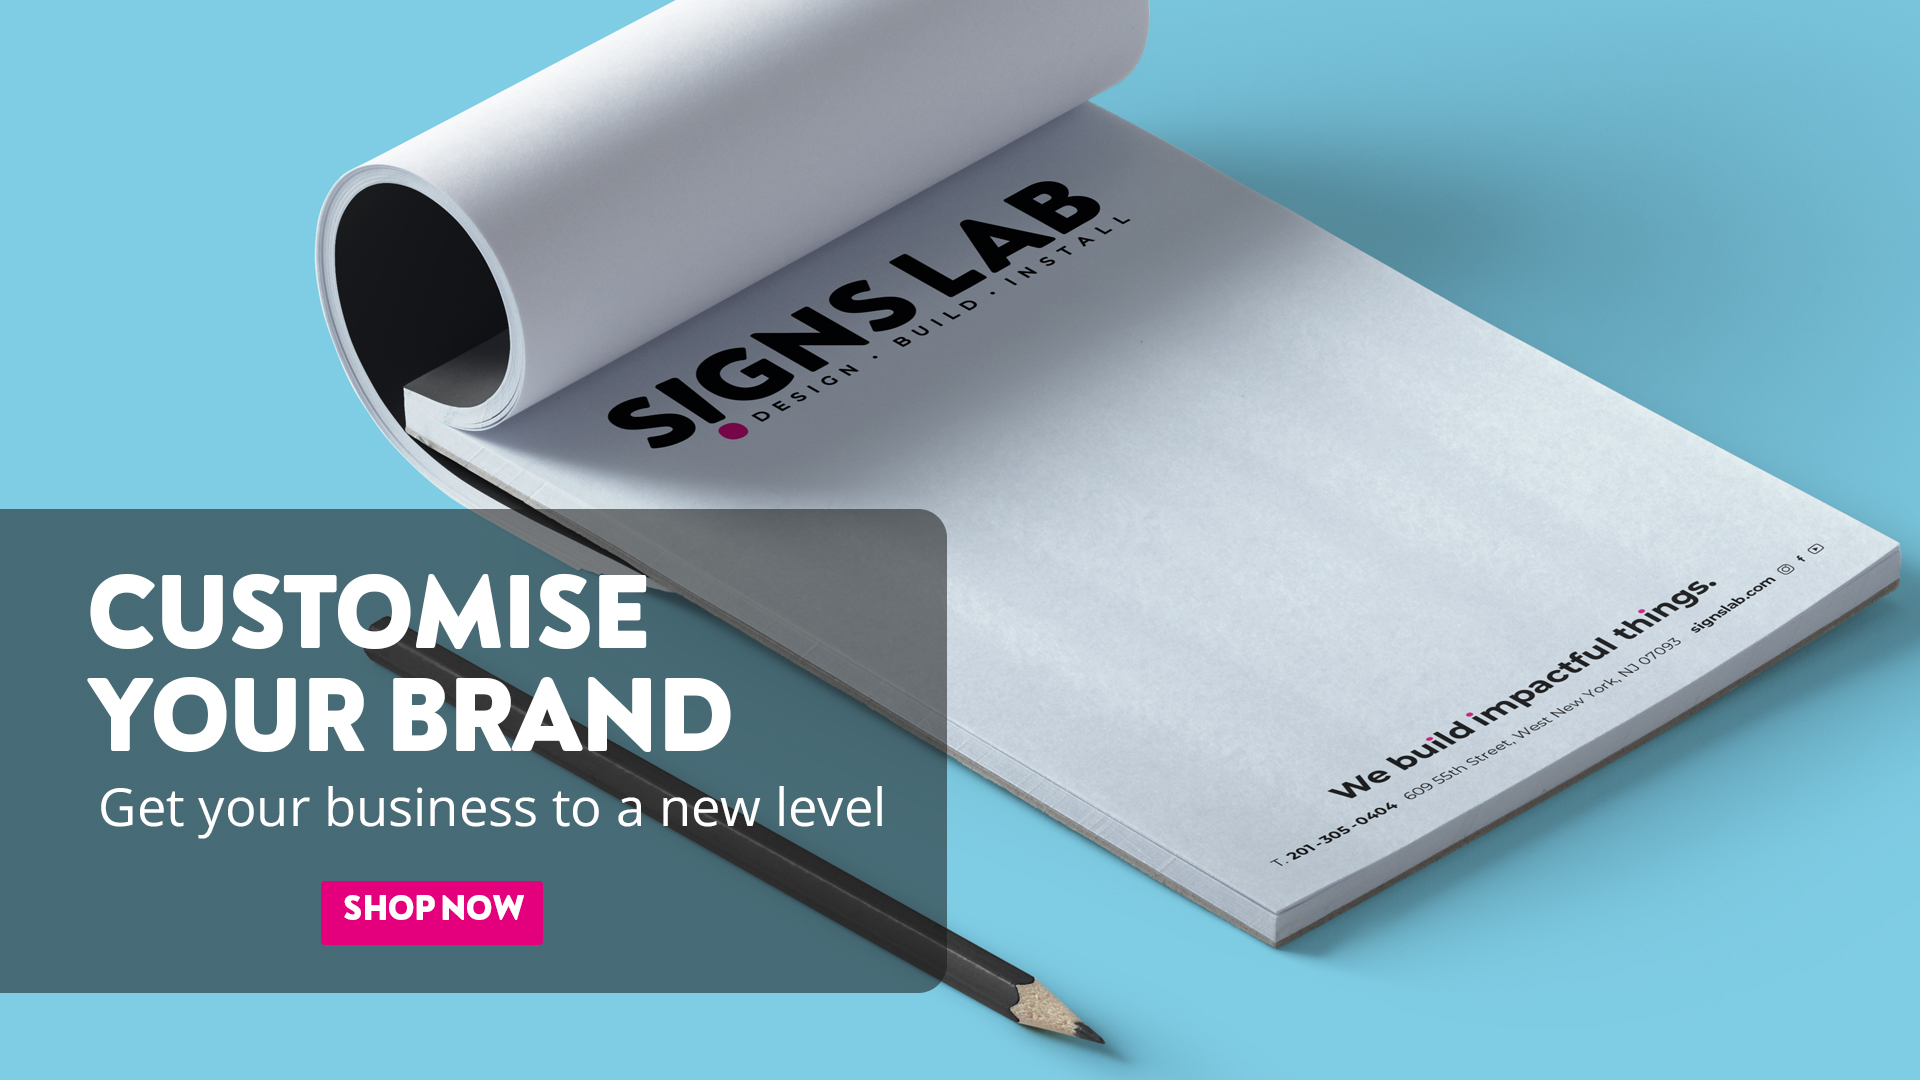 SIGNS LAB
DESIGN · BUILD · INSTALL
CUSTOMISE
YOUR BRAND
Get your business to a new level
SHOP NOW
We build impactful things.
T. 201-305-0404 609 55th Street, West New York, NJ 07093 signslab.com